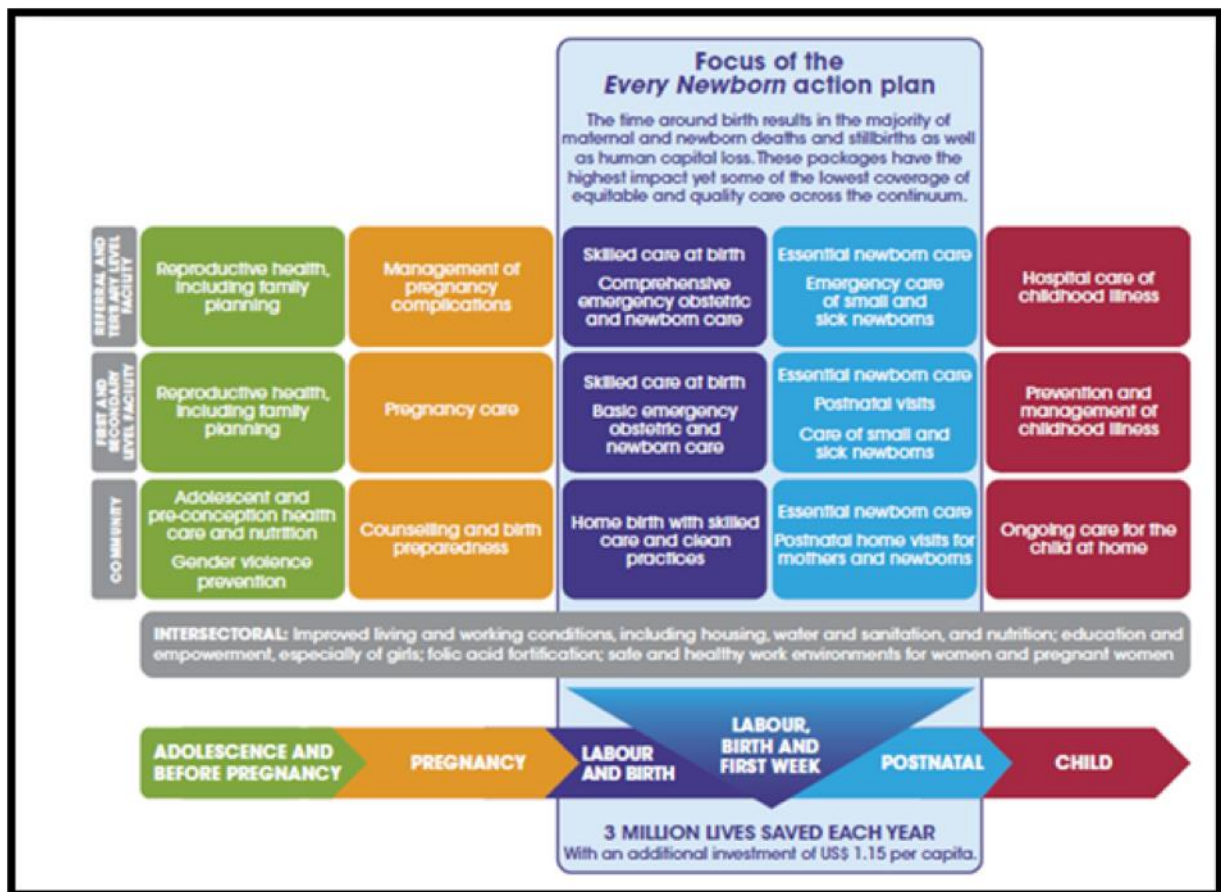 Focus of the
Every Newborn action plan
The time around birth results in the majority of
maternal and newborn deaths and stillbirths as well
as human capital loss. These packages have the
highest impact yet some of the lowest coverage of
equitable and quality care across the continuum.
REFERRAL AND
TERTIARY LEVEL
FACILITY
Reproductive health,
including family
planning
Management of
pregnancy
complications
Skilled care at birth
Comprehensive
emergency obstetric
and newborn care
Essential newborn care
Emergency care
of small and
sick newborns
Hospital care of
childhood illness
FIRST AND
SECONDARY
LEVEL FACILITY
Reproductive health,
including family
planning
Pregnancy care
Skilled care at birth
Basic emergency
obstetric and
newborn care
Essential newborn care
Postnatal visits
Care of small and
sick newborns
Prevention and
management of
childhood illness
COMMUNITY
Adolescent and
pre-conception health
care and nutrition
Gender violence
prevention
Counselling and birth
preparedness
Home birth with skilled
care and clean
practices
Essential newborn care
Postnatal home visits for
mothers and newborns
Ongoing care for the
child at home
INTERSECTORAL: Improved living and working conditions, including housing, water and sanitation, and nutrition; education and
empowerment, especially of girls; folic acid fortification; safe and healthy work environments for women and pregnant women
ADOLESCENCE AND
BEFORE PREGNANCY
PREGNANCY
LABOUR
AND BIRTH
LABOUR,
BIRTH AND
FIRST WEEK
POSTNATAL
CHILD
3 MILLION LIVES SAVED EACH YEAR
With an additional investment of US$ 1.15 per capita.